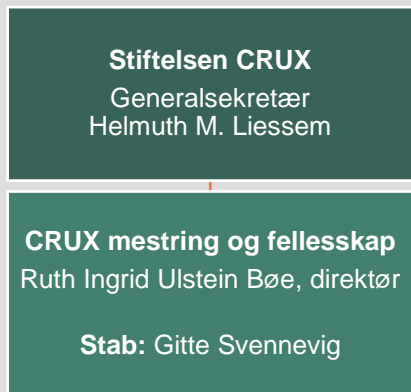 Stiftelsen CRUX
Generalsekretær
Helmuth M. Liessem
CRUX mestring og fellesskap
Ruth Ingrid Ulstein Bøe, direktør
Stab: Gitte Svennevig